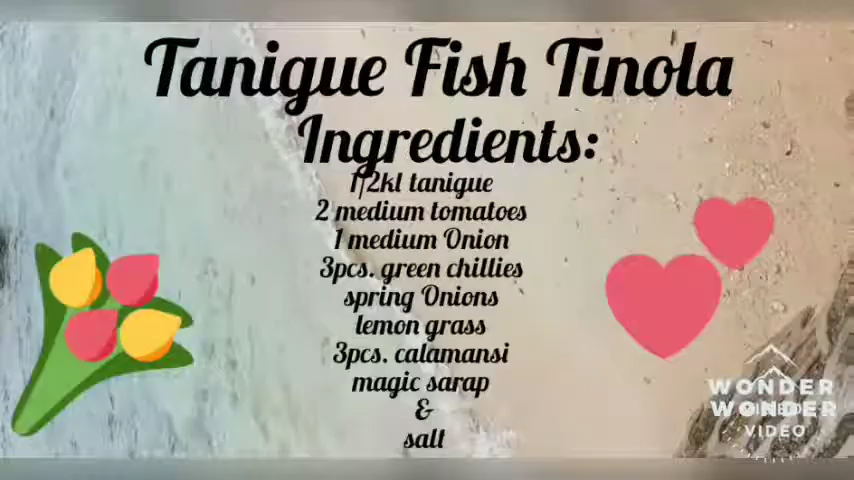 Tanigue Fish Tinola
Ingredients:
1/2kl tanigue
2 medium tomatoes
1 medium Onion
3pcs. green chillies
spring Onions
lemon grass
3pcs. calamansi
magic sarap
&
salt
WONDER
WONDER
VIDEO